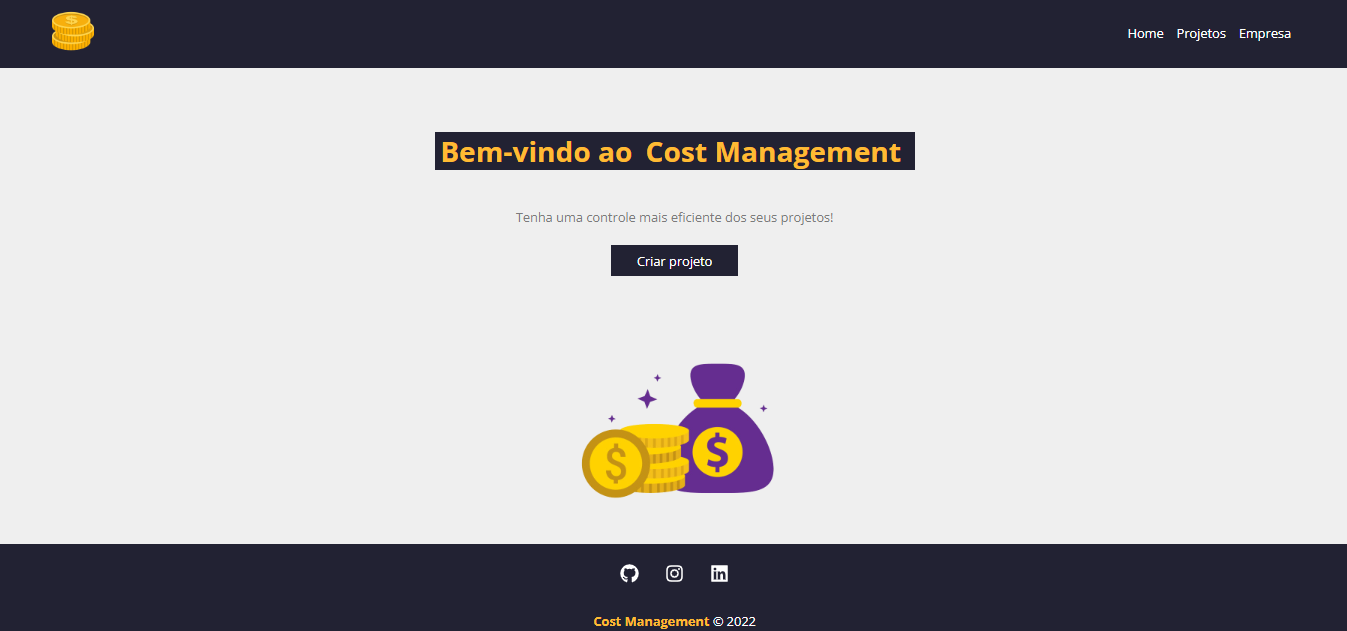 Home Projetos Empresa
Bem-vindo ao Cost Management
Tenha uma controle mais eficiente dos seus projetos!
Criar projeto
$
$
$
in
Cost Management © 2022